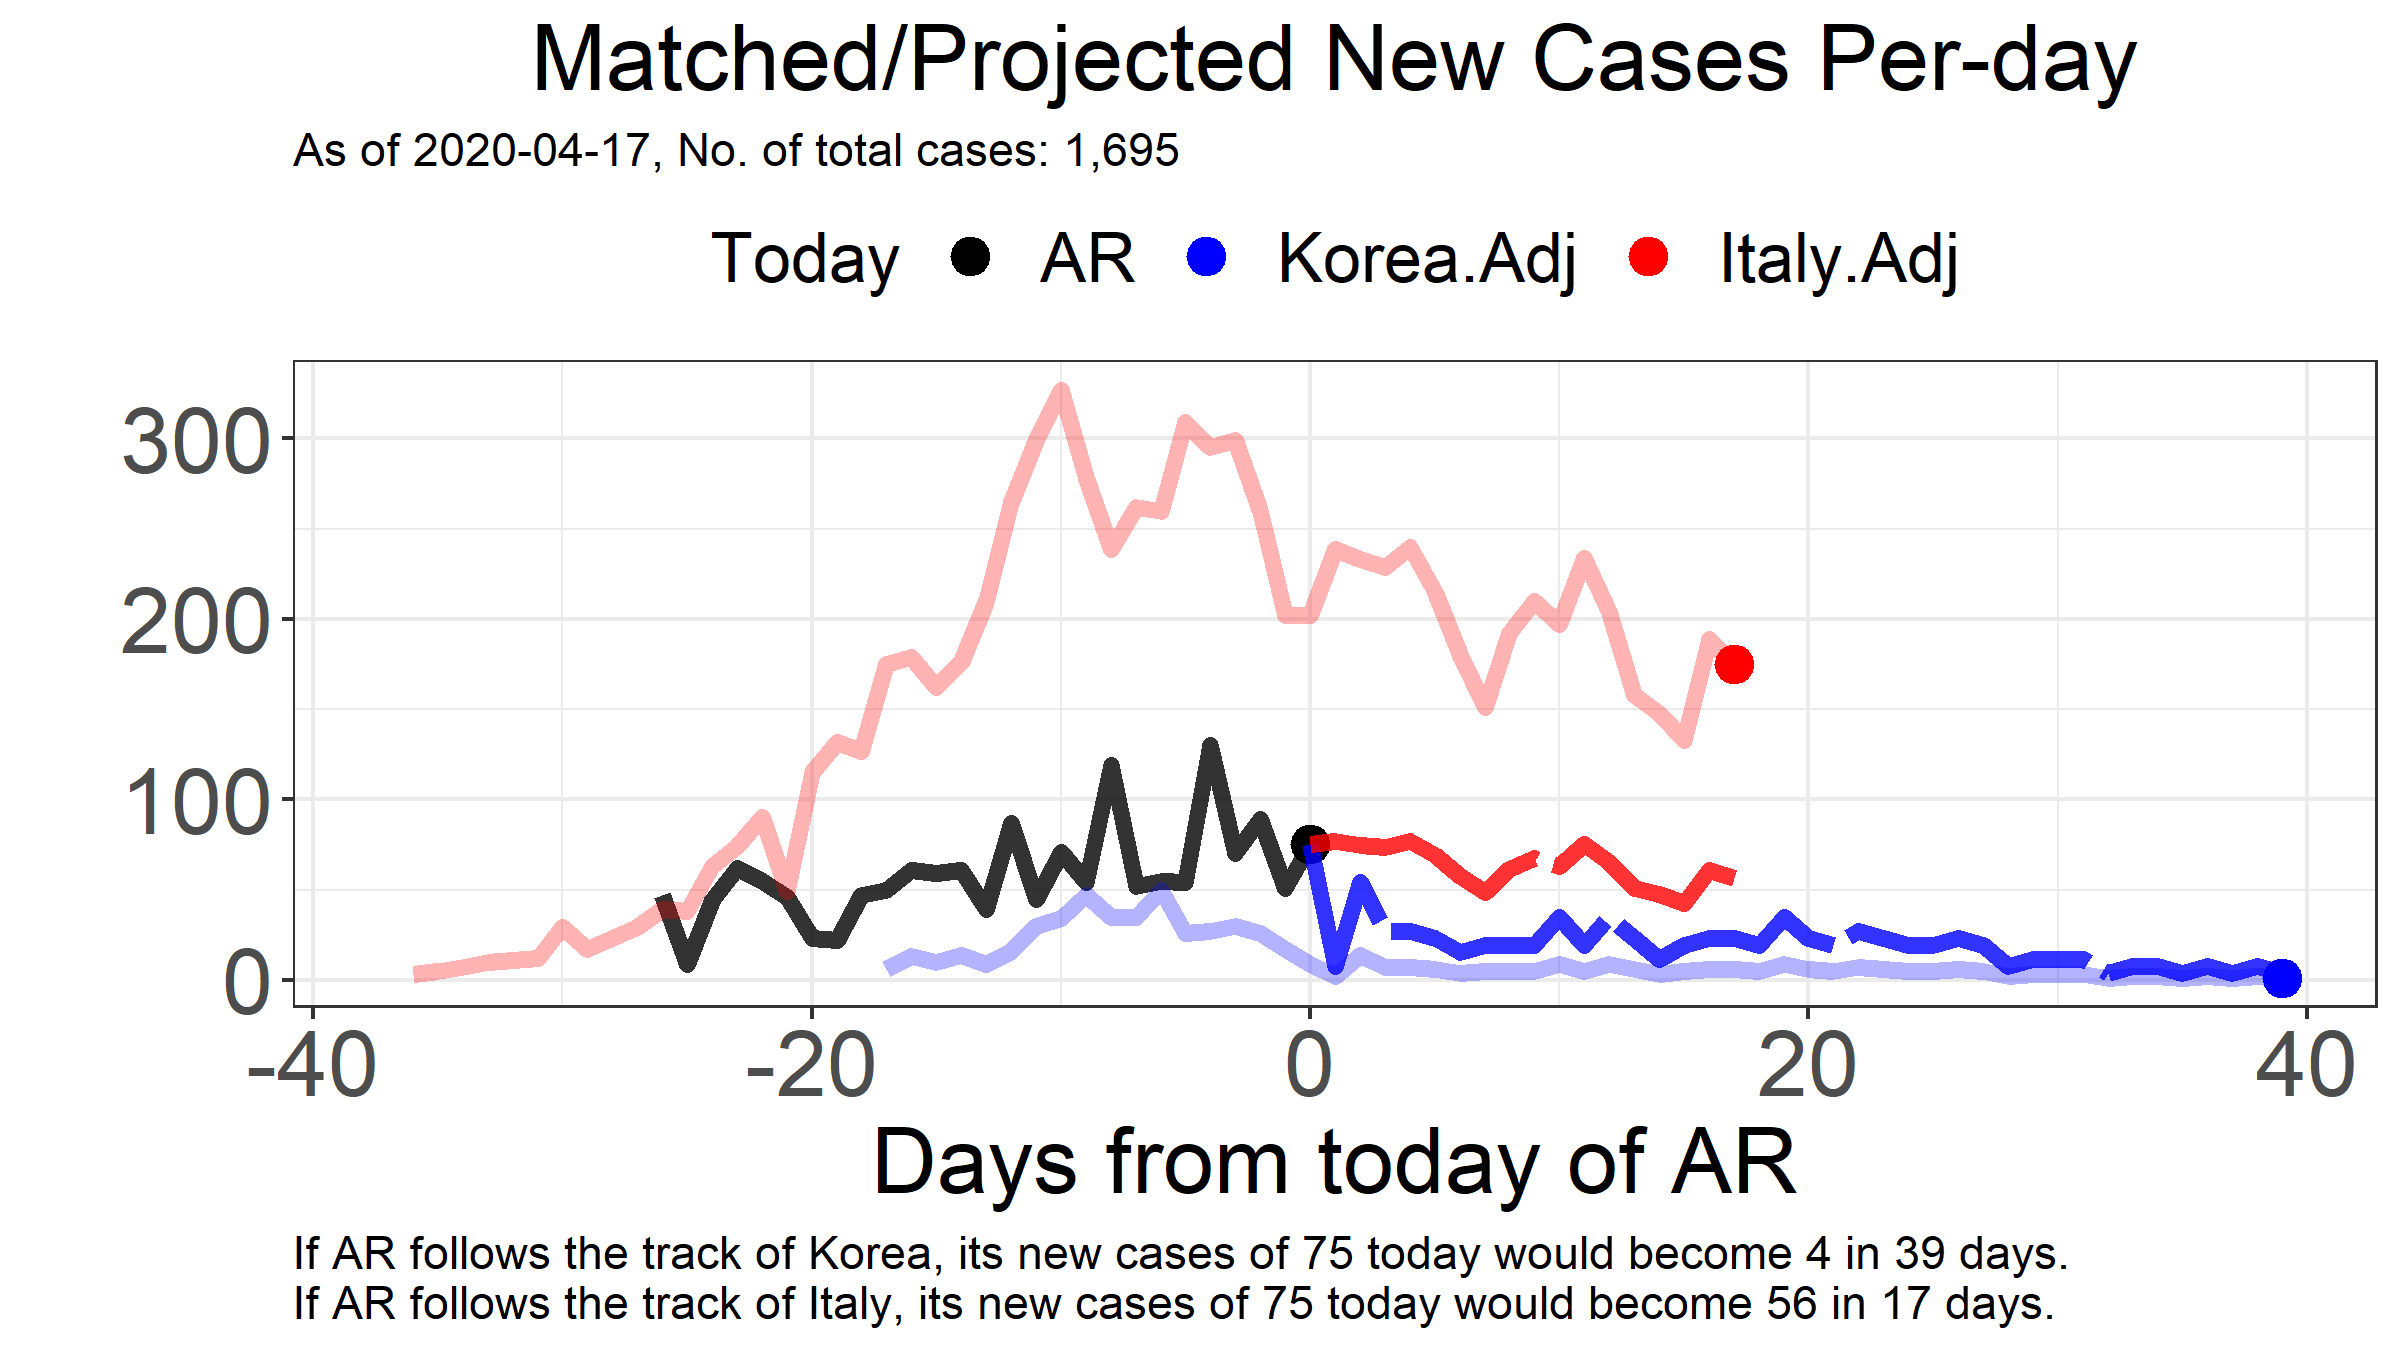 Matched/Projected New Cases Per-day
As of 2020-04-17, No. of total cases: 1,695
Today AR Korea.Adj Italy.Adj
300
200
100
0
-40 -20 0 20 40
Days from today of AR
If AR follows the track of Korea, its new cases of 75 today would become 4 in 39 days.
If AR follows the track of Italy, its new cases of 75 today would become 56 in 17 days.